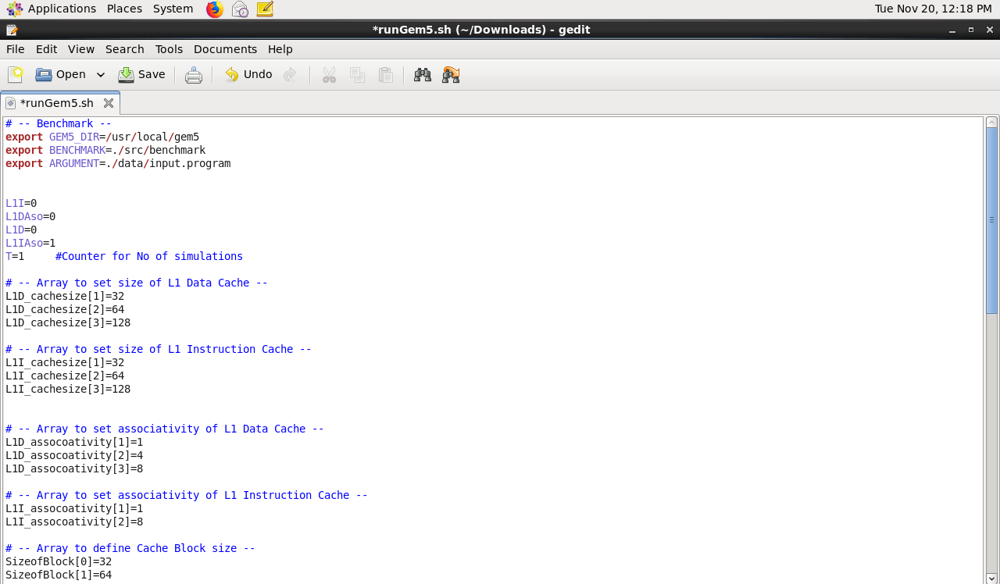 Applications Places System Tue Nov 20, 12:18 PM
*runGem5.sh (~/Downloads) - gedit
File Edit View Search Tools Documents Help
Open Save Undo
*runGem5.sh
# -- Benchmark --
export GEM5_DIR=/usr/local/gem5
export BENCHMARK=./src/benchmark
export ARGUMENT=./data/input.program
L1I=0
L1DAso=0
L1D=0
L1IAso=1
T=1     #Counter for No of simulations
# -- Array to set size of L1 Data Cache --
L1D_cachesize[1]=32
L1D_cachesize[2]=64
L1D_cachesize[3]=128
# -- Array to set size of L1 Instruction Cache --
L1I_cachesize[1]=32
L1I_cachesize[2]=64
L1I_cachesize[3]=128
# -- Array to set associativity of L1 Data Cache --
L1D_assocoativity[1]=1
L1D_assocoativity[2]=4
L1D_assocoativity[3]=8
# -- Array to set associativity of L1 Instruction Cache --
L1I_assocoativity[1]=1
L1I_assocoativity[2]=8
# -- Array to define Cache Block size --
SizeofBlock[0]=32
SizeofBlock[1]=64